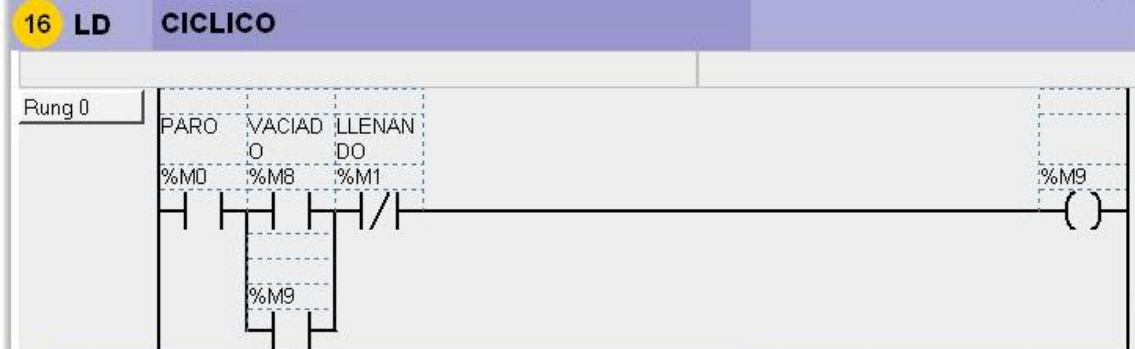 16 LD CICLICO
Rung 0
PARO VACIAD LLENAN
O DO
%M0 %M8 %M1 %M9
%M9